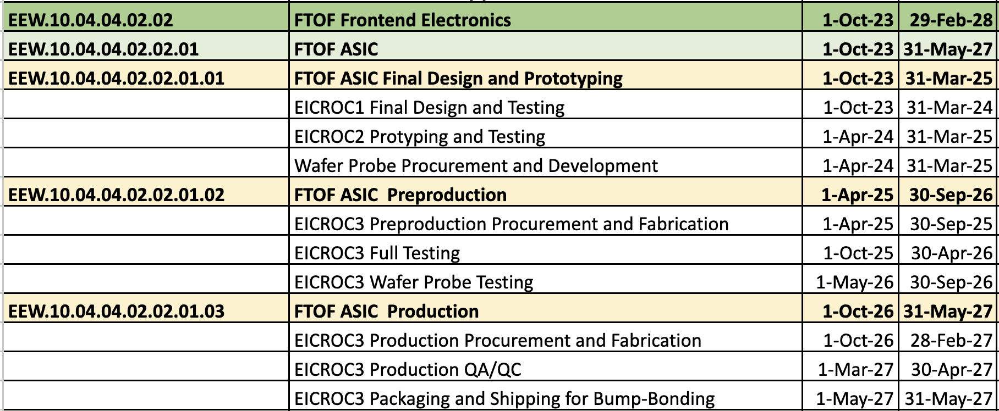 EEW.10.04.04.02.02 FTOF Frontend Electronics 1-Oct-23 29-Feb-28
EEW.10.04.04.02.02.01 FTOF ASIC 1-Oct-23 31-May-27
EEW.10.04.04.02.02.01.01 FTOF ASIC Final Design and Prototyping 1-Oct-23 31-Mar-25
EICROC1 Final Design and Testing 1-Oct-23 31-Mar-24
EICROC2 Protyping and Testing 1-Apr-24 31-Mar-25
Wafer Probe Procurement and Development 1-Apr-24 31-Mar-25
EEW.10.04.04.02.02.01.02 FTOF ASIC  Preproduction 1-Apr-25 30-Sep-26
EICROC3 Preproduction Procurement and Fabrication 1-Apr-25 30-Sep-25
EICROC3 Full Testing 1-Oct-25 30-Apr-26
EICROC3 Wafer Probe Testing 1-May-26 30-Sep-26
EEW.10.04.04.02.02.01.03 FTOF ASIC  Production 1-Oct-26 31-May-27
EICROC3 Production Procurement and Fabrication 1-Oct-26 28-Feb-27
EICROC3 Production QA/QC 1-Mar-27 30-Apr-27
EICROC3 Packaging and Shipping for Bump-Bonding 1-May-27 31-May-27